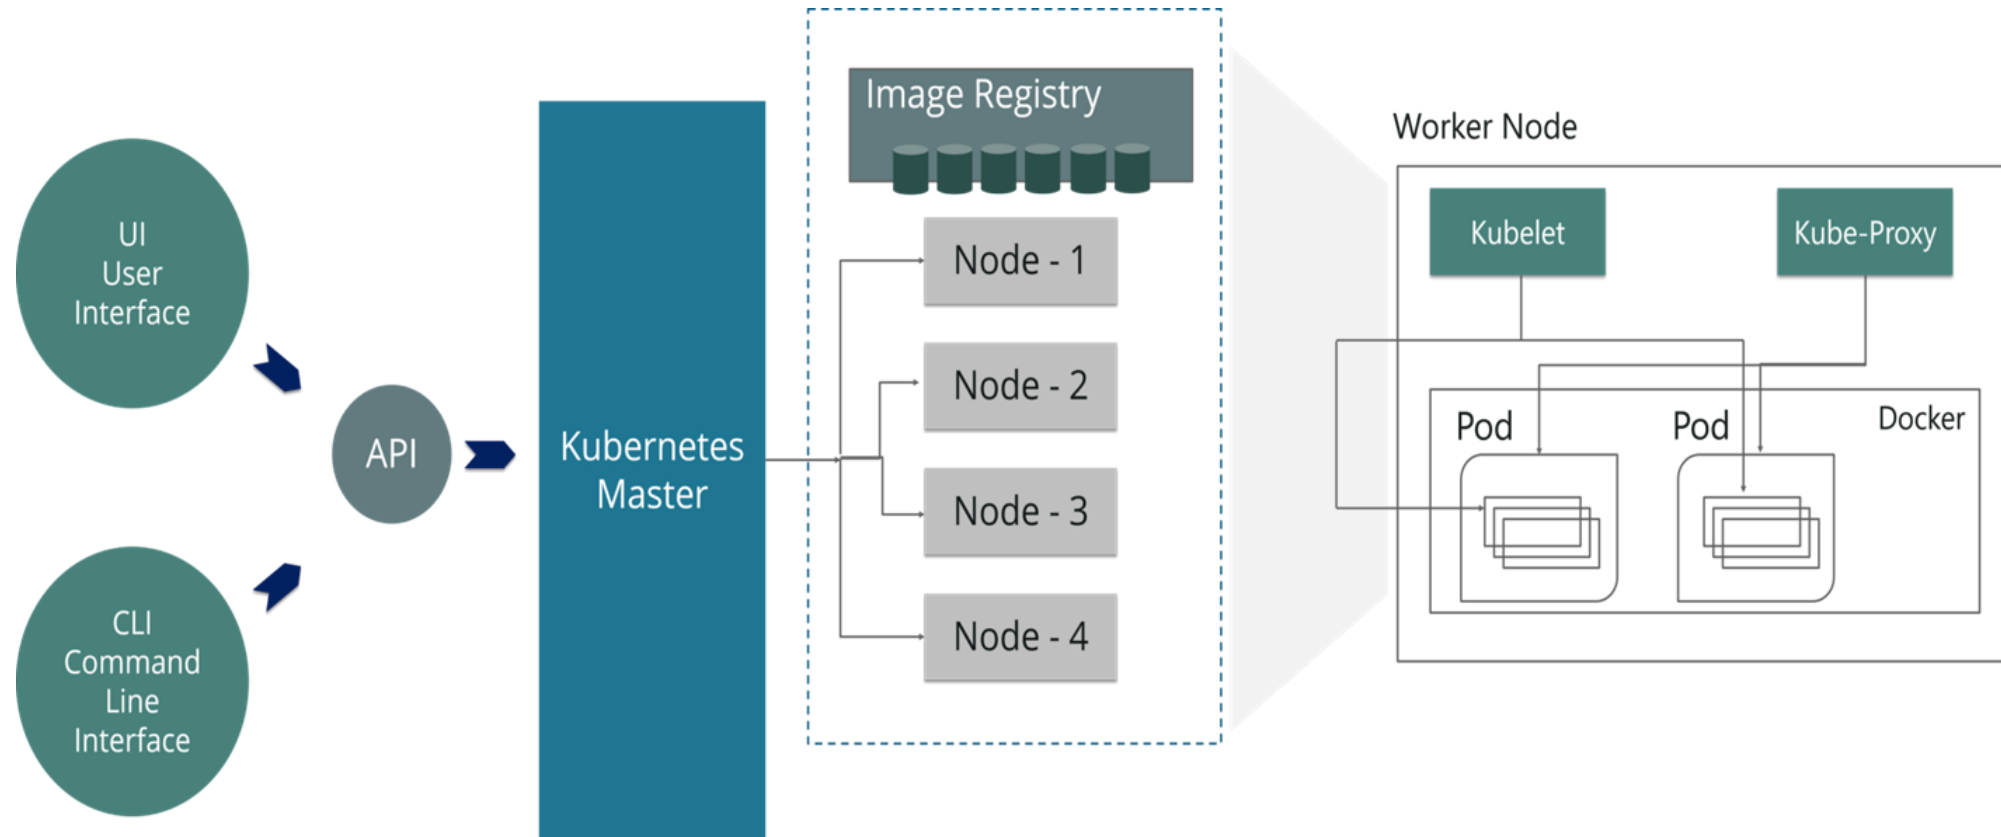 UI
User
Interface
CLI
Command
Line
Interface
API
Kubernetes
Master
Image Registry
Node - 1
Node - 2
Node - 3
Node - 4
Worker Node
Kubelet
Kube-Proxy
Pod
Pod
Docker